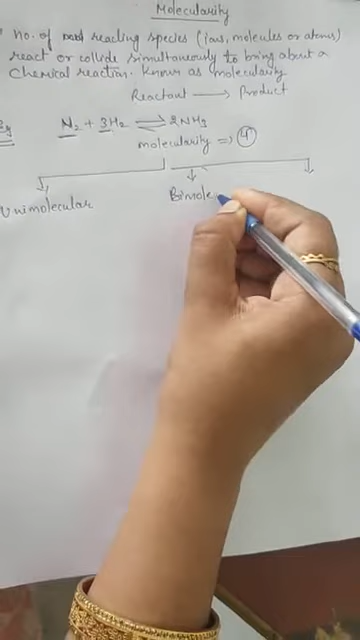 Molecularity
No. of reacting species (ions, molecules or atoms)
react or collide simultaneously to bring about a
Chemical reaction. Known as molecularity
Reactant ⟶ Product
Eg N₂ + 3H₂ ⇌ 2NH₃
molecularity => 4
Unimolecular Bimole